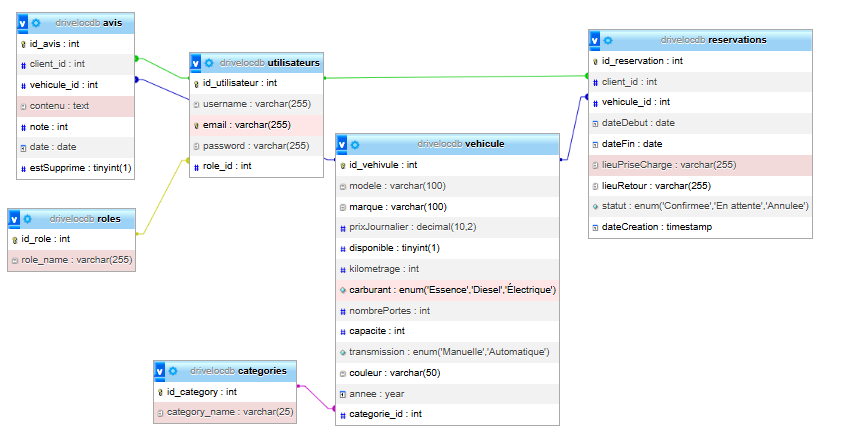 drivelocdb avis
id_avis : int
client_id : int
vehicule_id : int
contenu : text
note : int
date : date
estSupprime : tinyint(1)
drivelocdb utilisateurs
id_utilisateur : int
username : varchar(255)
email : varchar(255)
password : varchar(255)
role_id : int
drivelocdb reservations
id_reservation : int
client_id : int
vehicule_id : int
dateDebut : date
dateFin : date
lieuPriseCharge : varchar(255)
lieuRetour : varchar(255)
statut : enum('Confirmee','En attente','Annulee')
dateCreation : timestamp
drivelocdb roles
id_role : int
role_name : varchar(255)
drivelocdb vehicule
id_vehivule : int
modele : varchar(100)
marque : varchar(100)
prixJournalier : decimal(10,2)
disponible : tinyint(1)
kilometrage : int
carburant : enum('Essence','Diesel','Électrique')
nombrePortes : int
capacite : int
transmission : enum('Manuelle','Automatique')
couleur : varchar(50)
annee : year
categorie_id : int
drivelocdb categories
id_category : int
category_name : varchar(25)